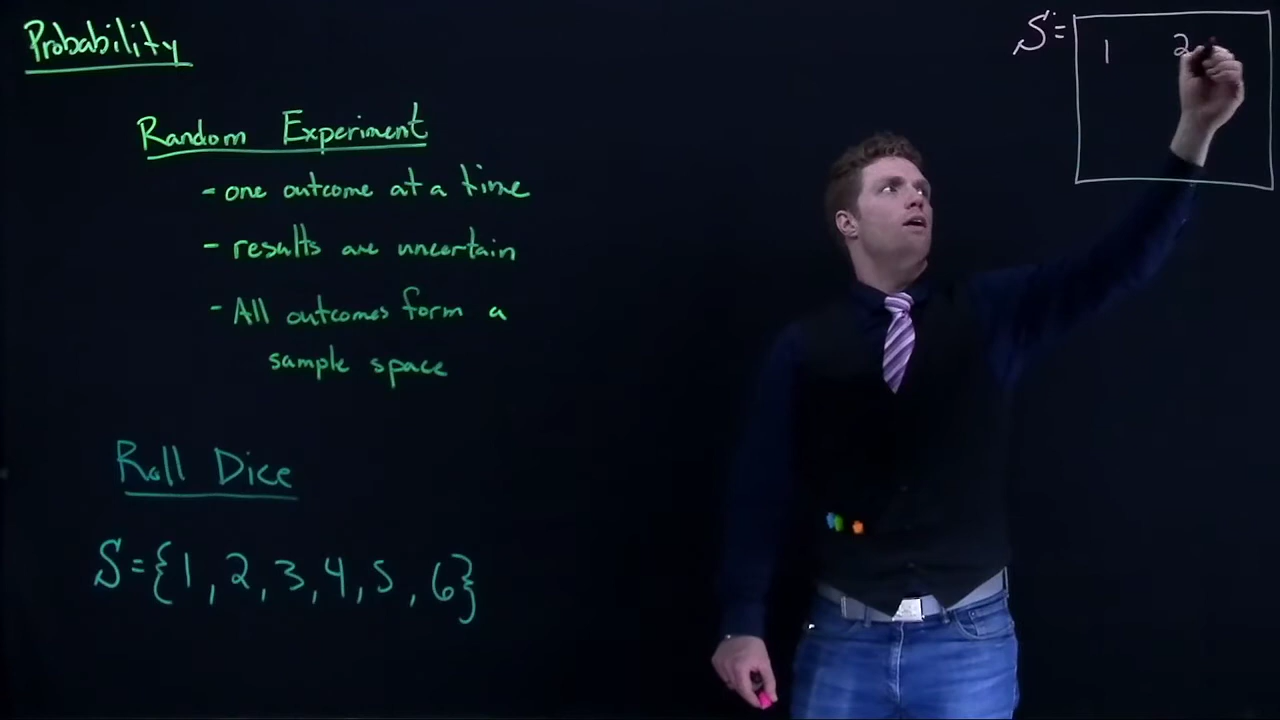 Probability
Random Experiment
- one outcome at a time
- results are uncertain
- All outcomes form a
sample space
Roll Dice
S={1,2,3,4,5,6}
S=
1 2